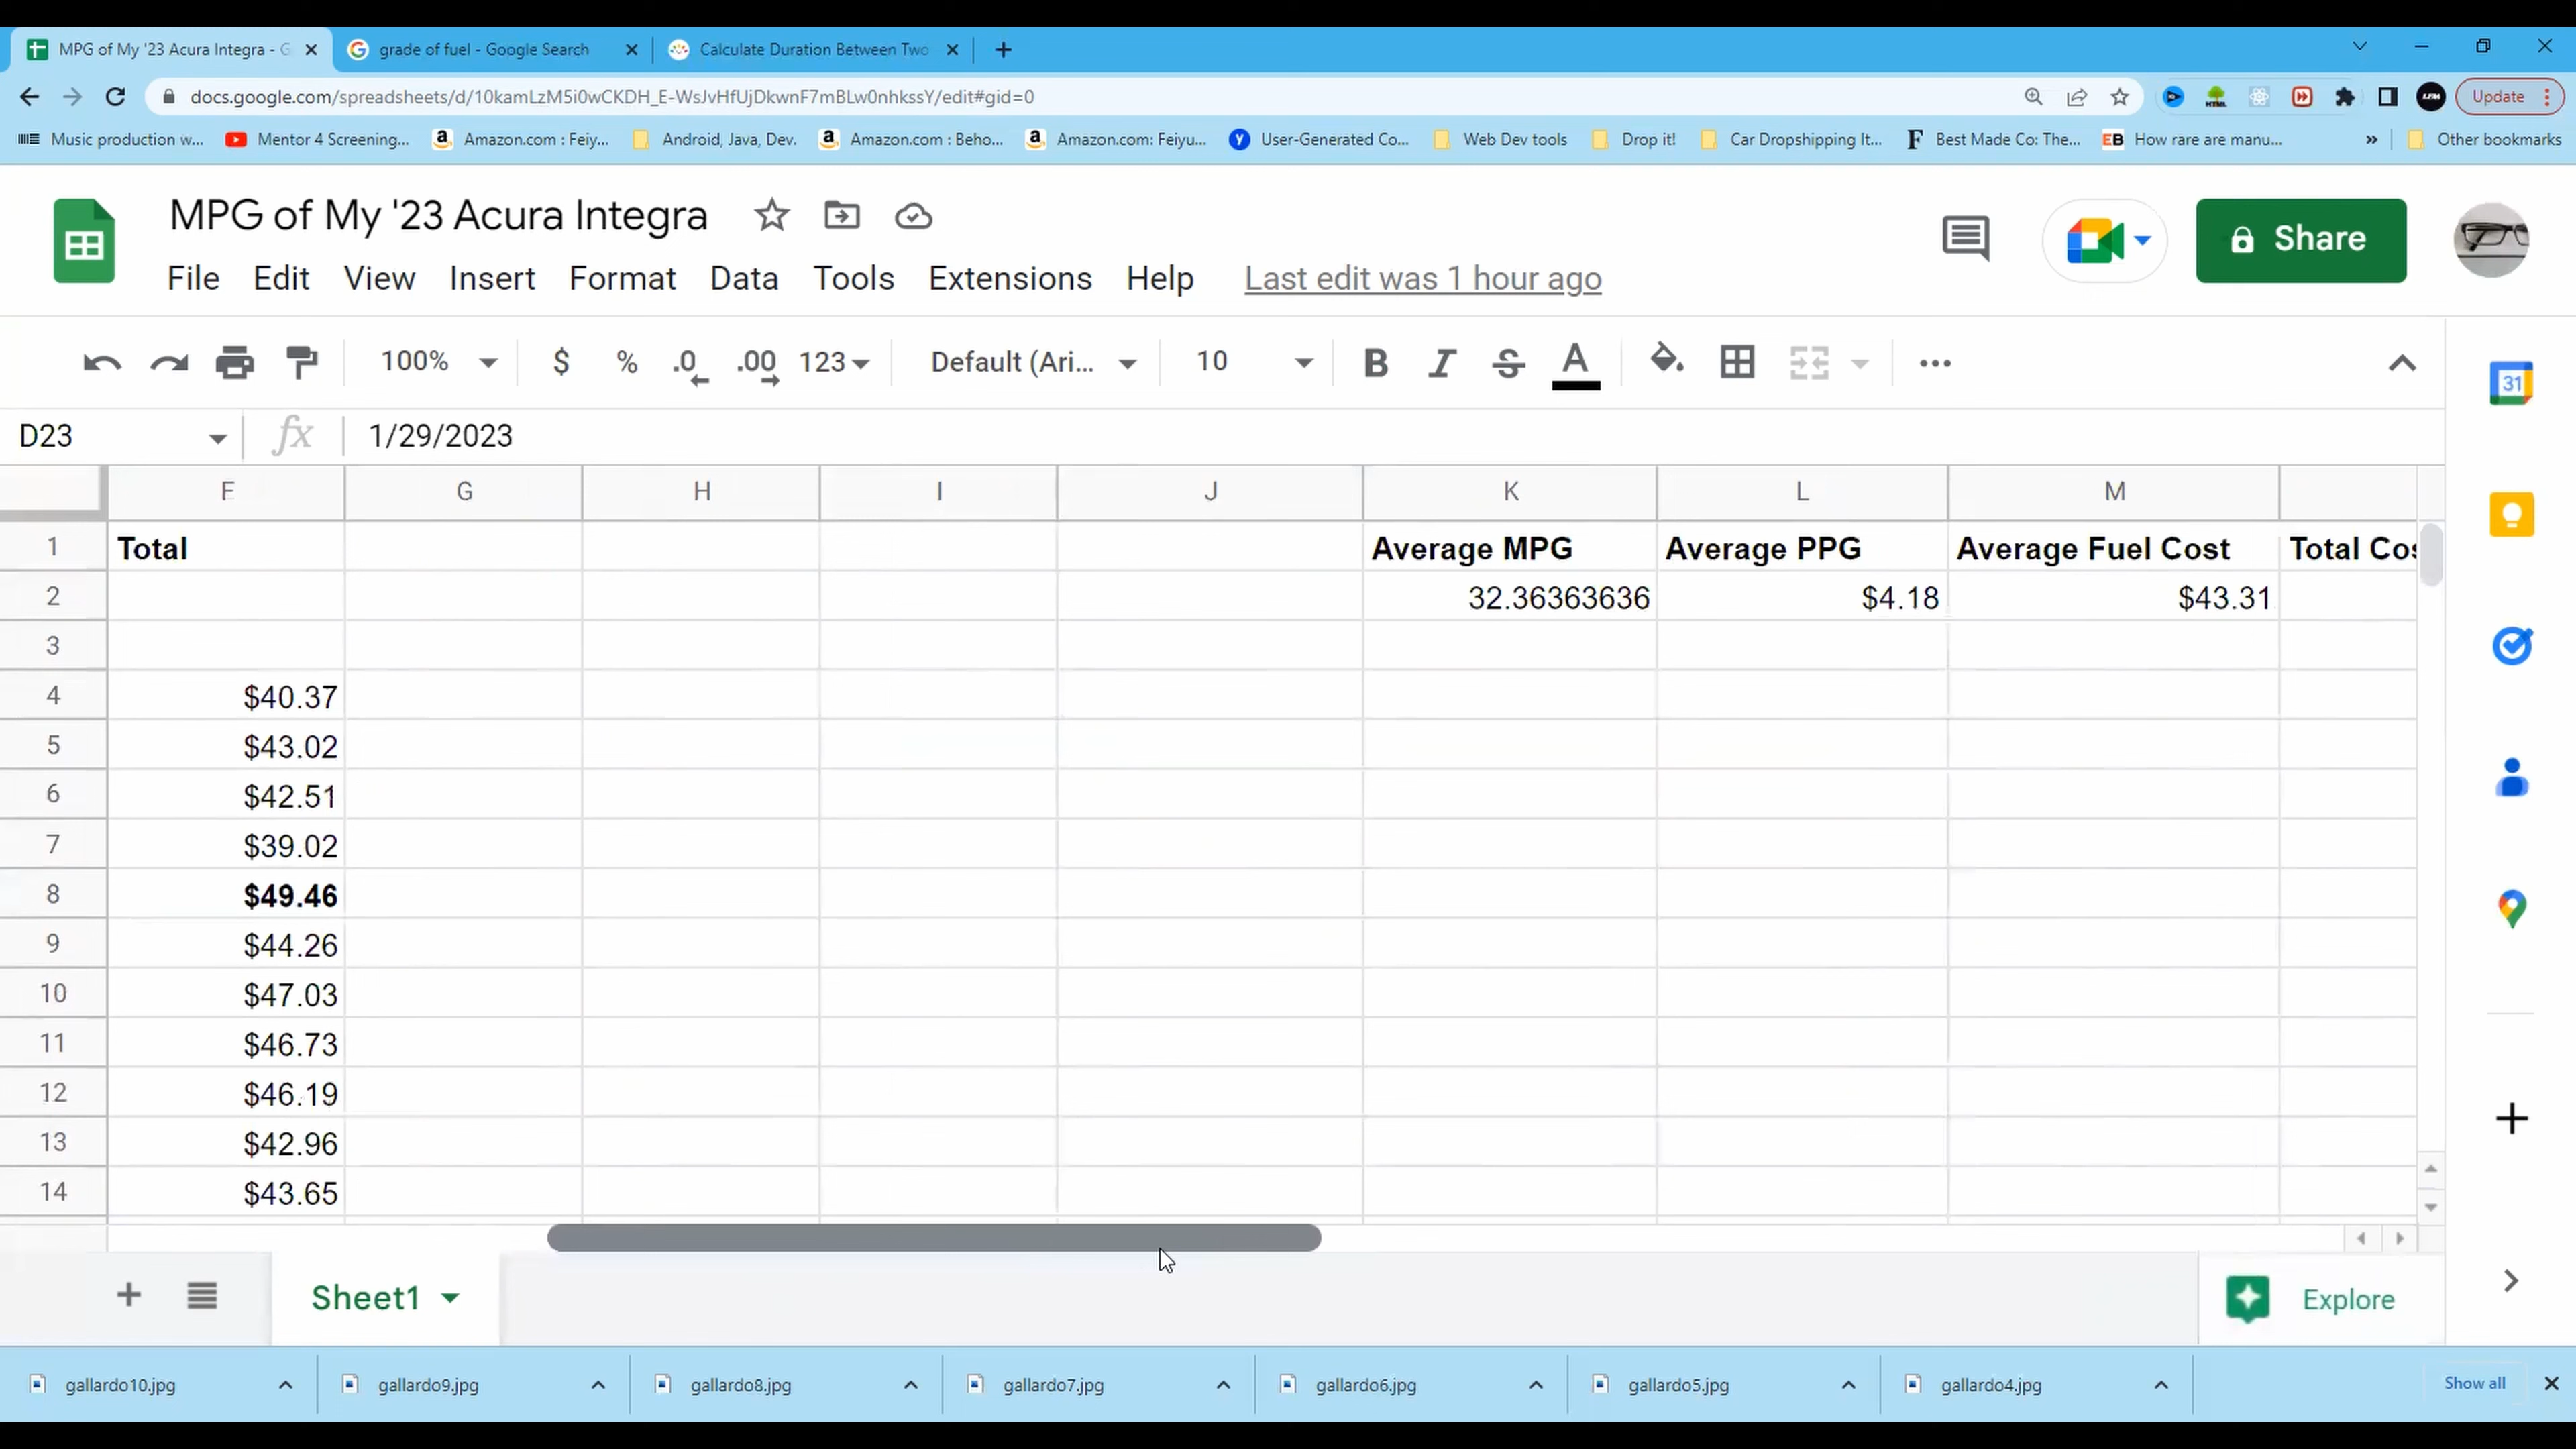 MPG of My '23 Acura Integra - G
grade of fuel - Google Search
Calculate Duration Between Two
docs.google.com/spreadsheets/d/10kamLzM5i0wCKDH_E-WsJvHfUjDkwnF7mBLw0nhkssY/edit#gid=0
Update
Music production w... Mentor 4 Screening... Amazon.com : Feiy... Android, Java, Dev. Amazon.com : Beho... Amazon.com: Feiyu... User-Generated Co... Web Dev tools Drop it! Car Dropshipping It... Best Made Co: The... How rare are manu... » Other bookmarks
MPG of My '23 Acura Integra
Share
File Edit View Insert Format Data Tools Extensions Help Last edit was 1 hour ago
100% $ % .0 .00 123 Default (Ari... 10 B I S A
31
D23 fx 1/29/2023
F G H I J K L M
1 Total Average MPG Average PPG Average Fuel Cost Total Cos
2 32.36363636 $4.18 $43.31
3
4 $40.37
5 $43.02
6 $42.51
7 $39.02
8 $49.46
9 $44.26
10 $47.03
11 $46.73
12 $46.19
13 $42.96
14 $43.65
Sheet1
Explore
gallardo10.jpg gallardo9.jpg gallardo8.jpg gallardo7.jpg gallardo6.jpg gallardo5.jpg gallardo4.jpg Show all